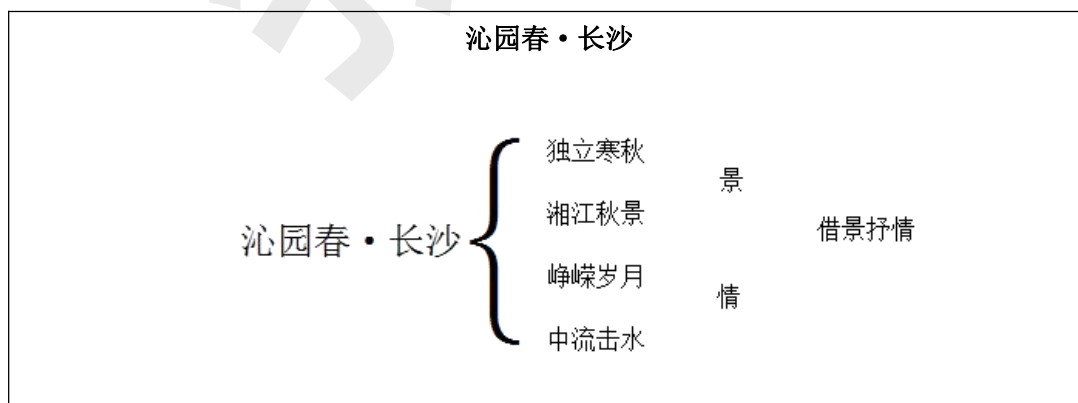 沁园春·长沙
独立寒秋
景
湘江秋景
借景抒情
沁园春·长沙
峥嵘岁月
情
中流击水